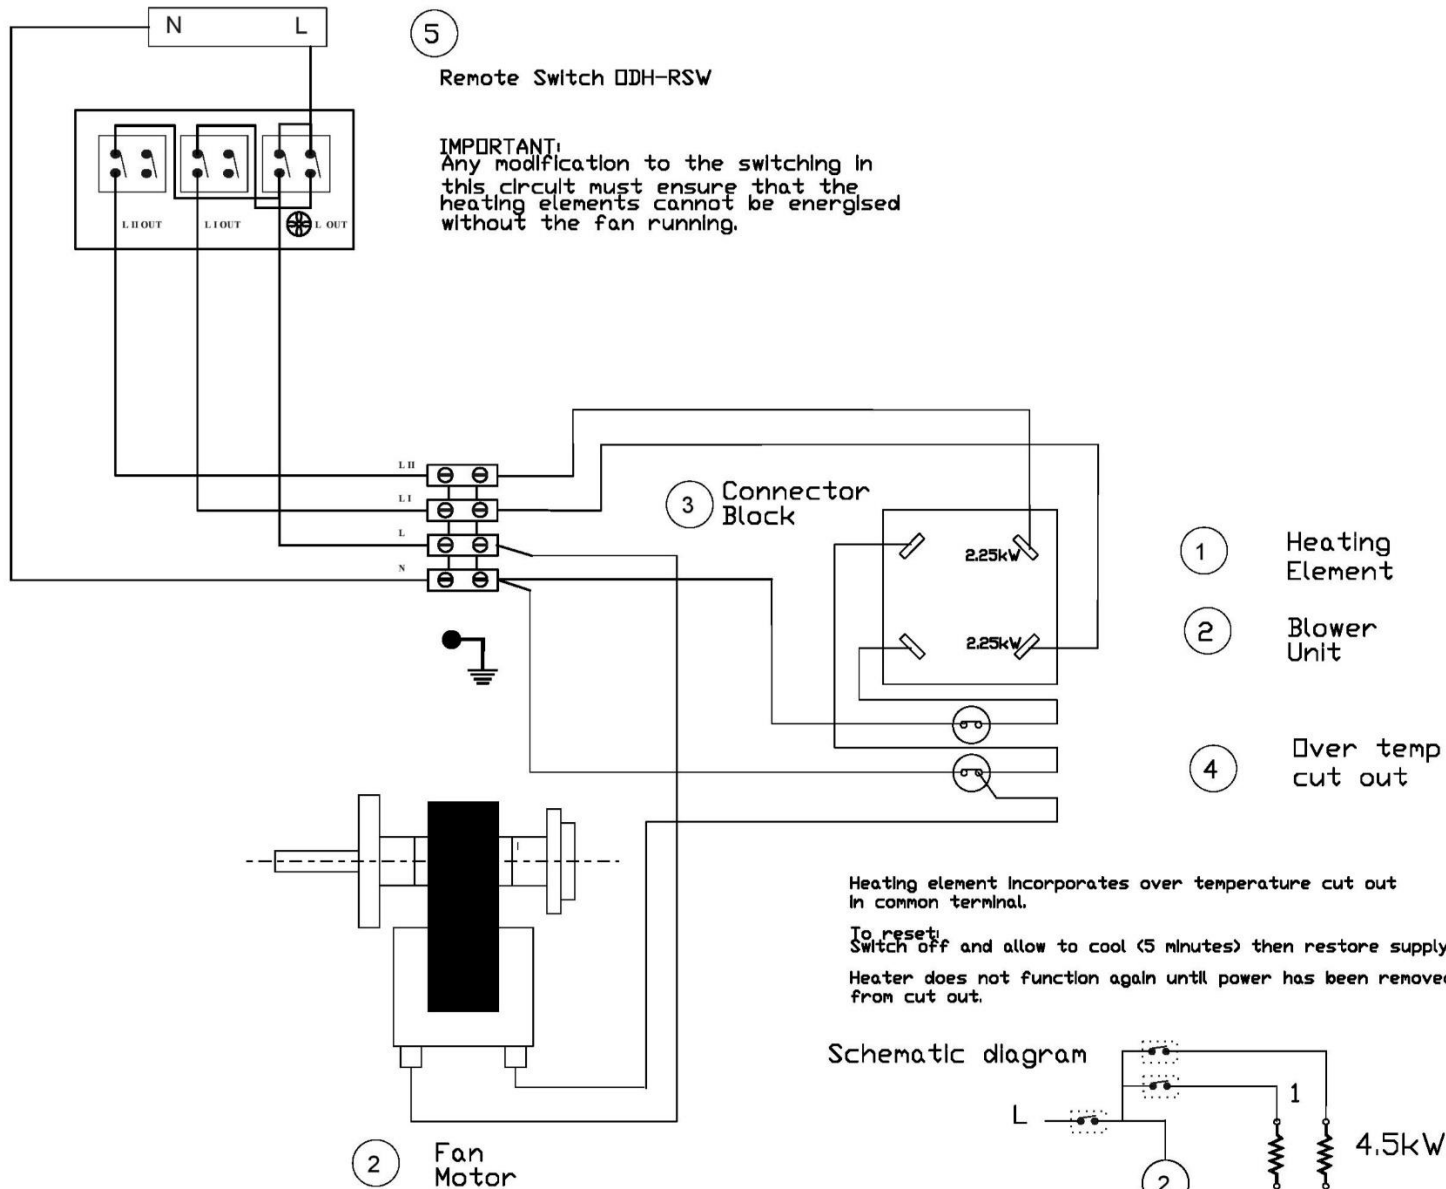 N L
5
Remote Switch ODH-RSW
IMPORTANT:
Any modification to the switching in
this circuit must ensure that the
heating elements cannot be energised
without the fan running.
L II OUT L I OUT L OUT
L II
L I
L
N
3
Connector
Block
2.25kW
2.25kW
1
Heating
Element
2
Blower
Unit
4
Over temp
cut out
Heating element incorporates over temperature cut out
in common terminal.
To reset:
Switch off and allow to cool (5 minutes) then restore supply
Heater does not function again until power has been removed
from cut out.
Schematic diagram
L
1
4.5kW
2
2
Fan
Motor